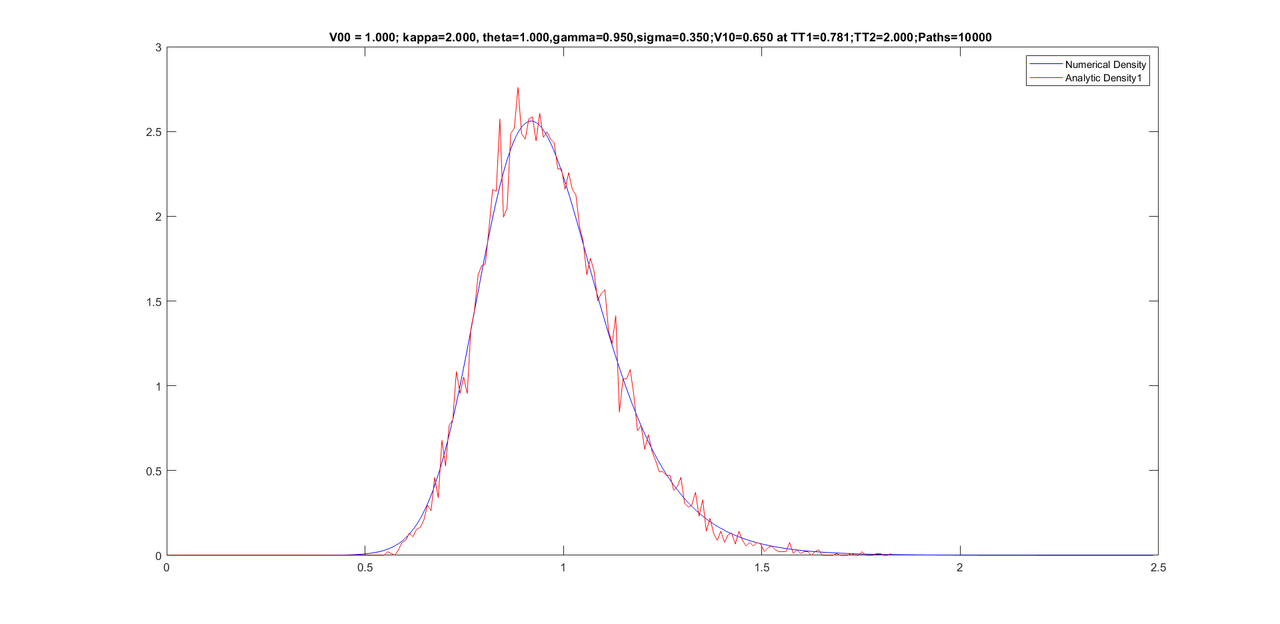 V00 = 1.000; kappa=2.000, theta=1.000,gamma=0.950,sigma=0.350;V10=0.650 at TT1=0.781;TT2=2.000;Paths=10000
Numerical Density
Analytic Density1
3
2.5
2
1.5
1
0.5
0
0 0.5 1 1.5 2 2.5